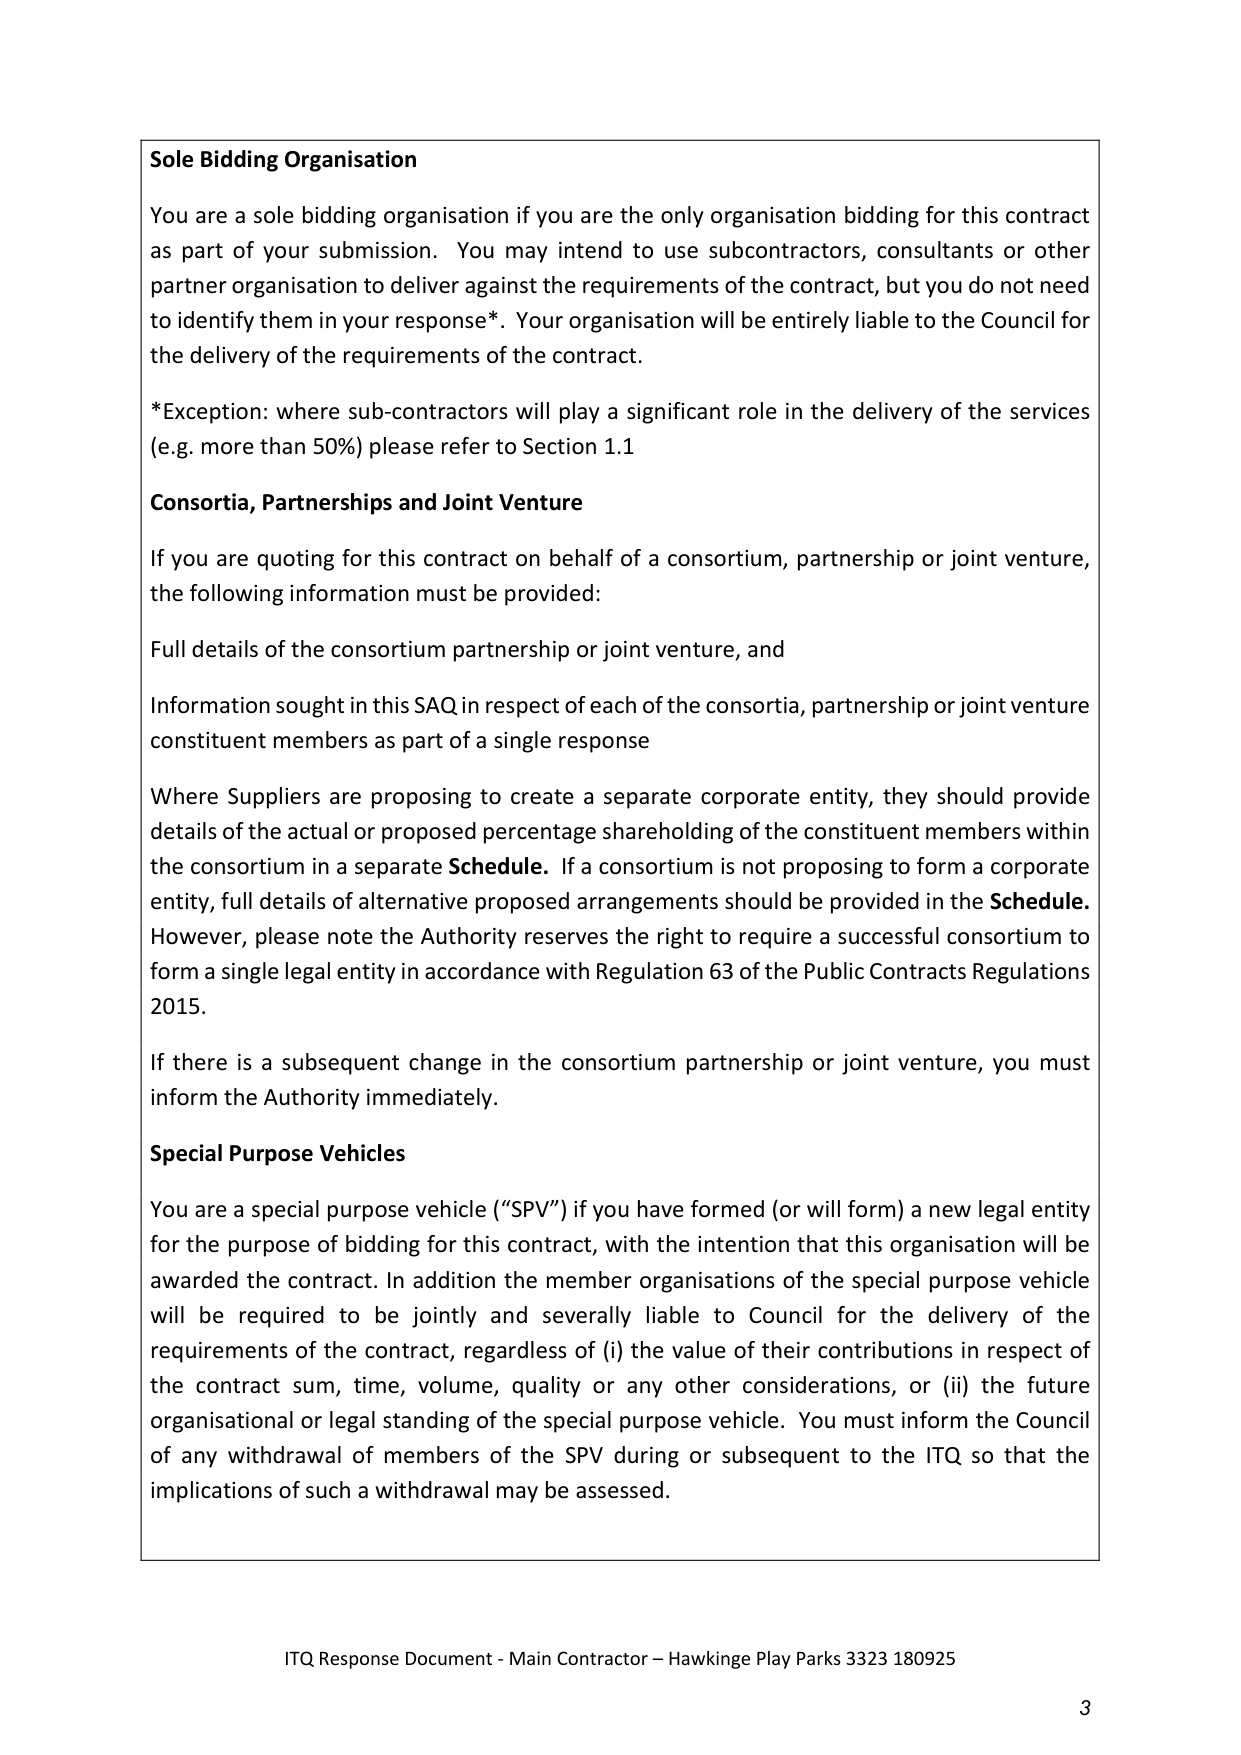 Sole Bidding Organisation
You are a sole bidding organisation if you are the only organisation bidding for this contract
as part of your submission.  You may intend to use subcontractors, consultants or other
partner organisation to deliver against the requirements of the contract, but you do not need
to identify them in your response*.  Your organisation will be entirely liable to the Council for
the delivery of the requirements of the contract.
*Exception: where sub-contractors will play a significant role in the delivery of the services
(e.g. more than 50%) please refer to Section 1.1
Consortia, Partnerships and Joint Venture
If you are quoting for this contract on behalf of a consortium, partnership or joint venture,
the following information must be provided:
Full details of the consortium partnership or joint venture, and
Information sought in this SAQ in respect of each of the consortia, partnership or joint venture
constituent members as part of a single response
Where Suppliers are proposing to create a separate corporate entity, they should provide
details of the actual or proposed percentage shareholding of the constituent members within
the consortium in a separate Schedule.  If a consortium is not proposing to form a corporate
entity, full details of alternative proposed arrangements should be provided in the Schedule.
However, please note the Authority reserves the right to require a successful consortium to
form a single legal entity in accordance with Regulation 63 of the Public Contracts Regulations
2015.
If there is a subsequent change in the consortium partnership or joint venture, you must
inform the Authority immediately.
Special Purpose Vehicles
You are a special purpose vehicle (“SPV”) if you have formed (or will form) a new legal entity
for the purpose of bidding for this contract, with the intention that this organisation will be
awarded the contract. In addition the member organisations of the special purpose vehicle
will be required to be jointly and severally liable to Council for the delivery of the
requirements of the contract, regardless of (i) the value of their contributions in respect of
the contract sum, time, volume, quality or any other considerations, or (ii) the future
organisational or legal standing of the special purpose vehicle.  You must inform the Council
of any withdrawal of members of the SPV during or subsequent to the ITQ so that the
implications of such a withdrawal may be assessed.
ITQ Response Document - Main Contractor – Hawkinge Play Parks 3323 180925
3